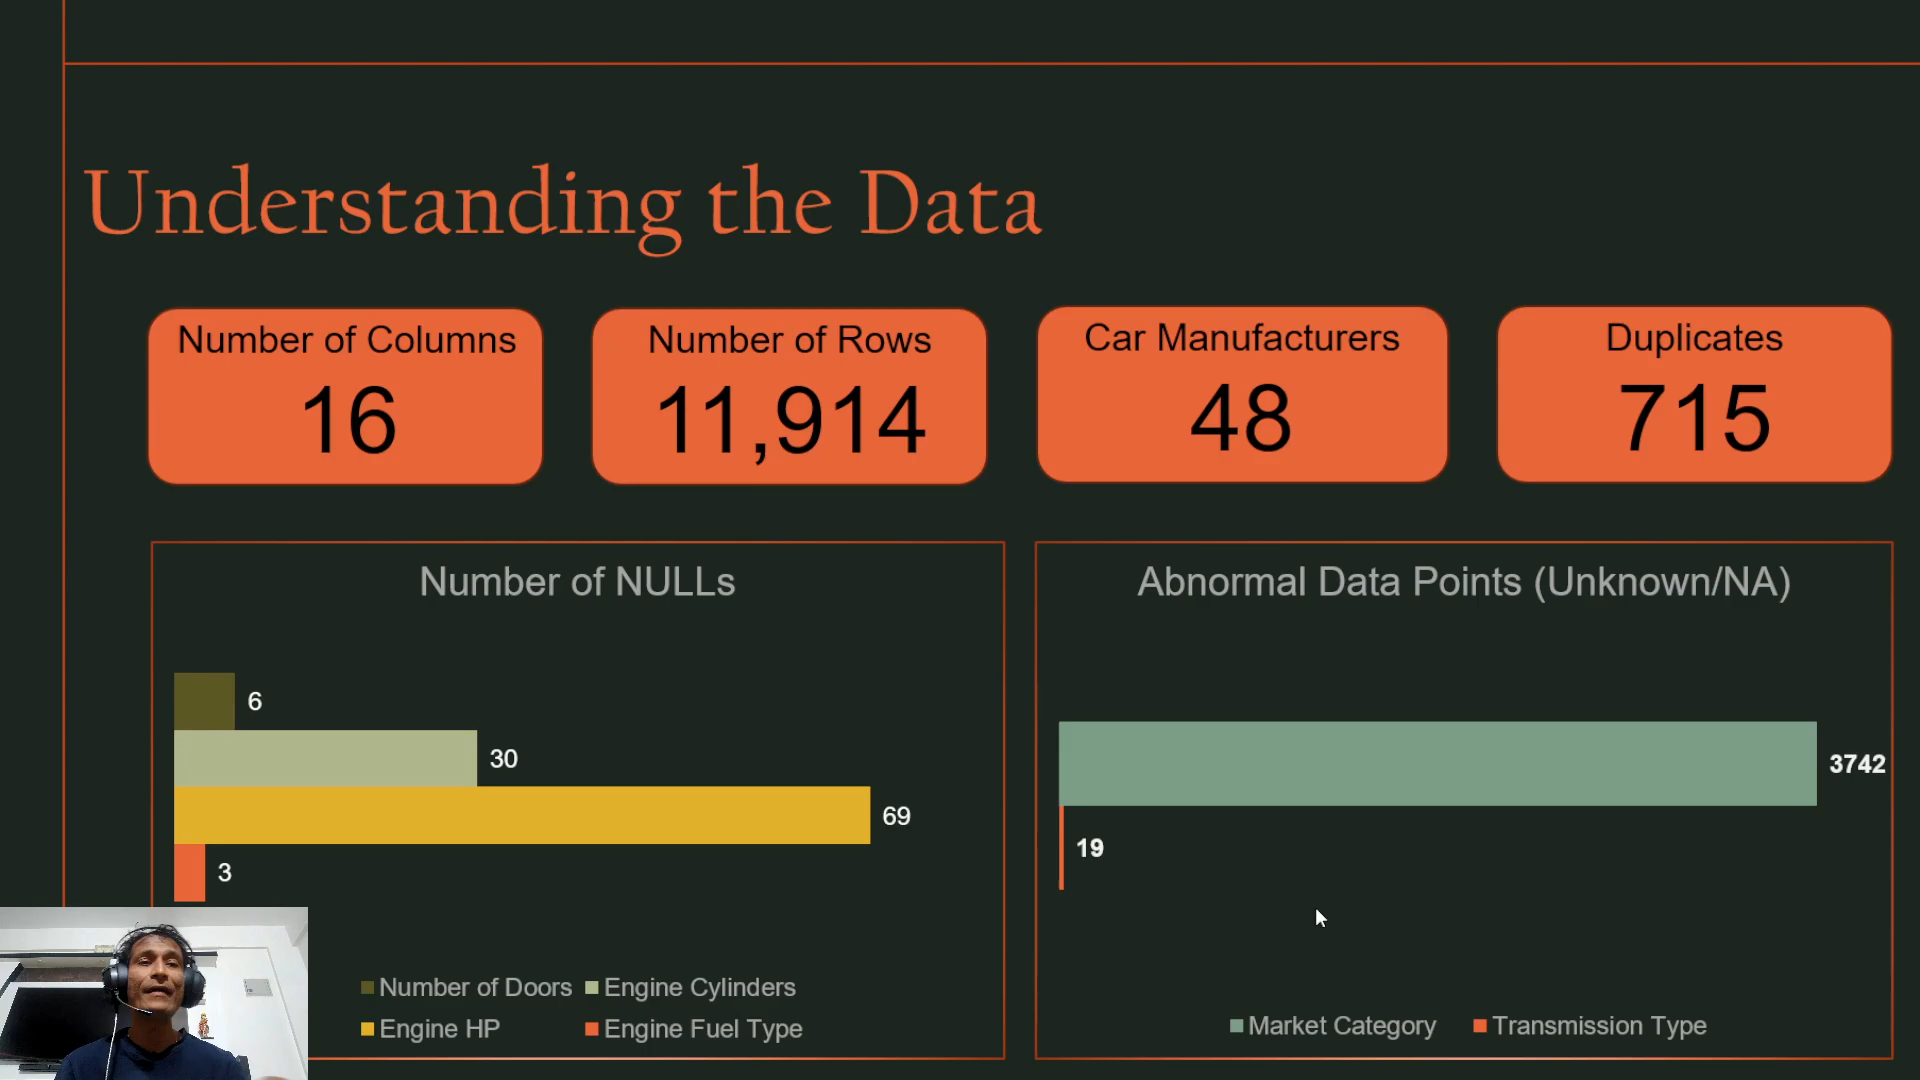 Understanding the Data
Number of Columns
16
Number of Rows
11,914
Car Manufacturers
48
Duplicates
715
Number of NULLs
6
30
69
3
Number of Doors
Engine Cylinders
Engine HP
Engine Fuel Type
Abnormal Data Points (Unknown/NA)
3742
19
Market Category
Transmission Type